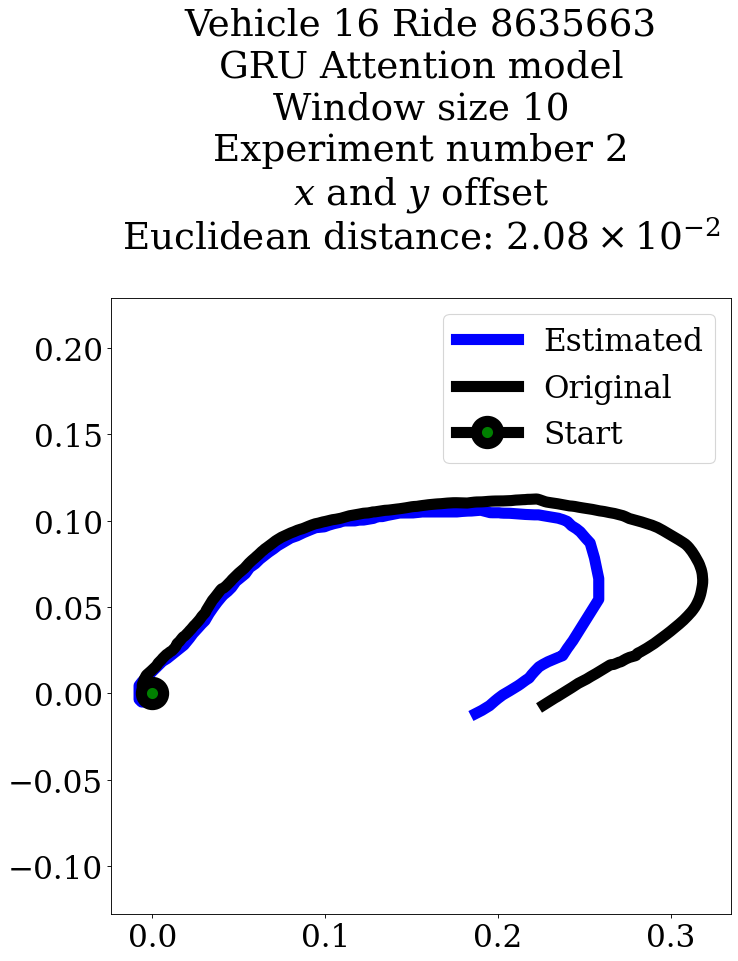 Vehicle 16 Ride 8635663
GRU Attention model
Window size 10
Experiment number 2
x and y offset
Euclidean distance: 2.08 × 10⁻²
Estimated
Original
Start
0.20
0.15
0.10
0.05
0.00
−0.05
−0.10
0.0 0.1 0.2 0.3